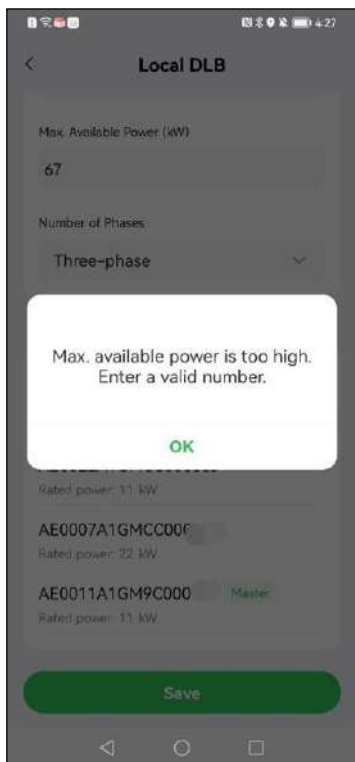 4:27
Local DLB
Max. Available Power (kW)
67
Number of Phases
Three-phase
Max. available power is too high.
Enter a valid number.
OK
Rated power: 11 kW
AE0007A1GMCC00
Rated power: 22 kW
AE0011A1GM9C000 Master
Rated power: 11 kW
Save